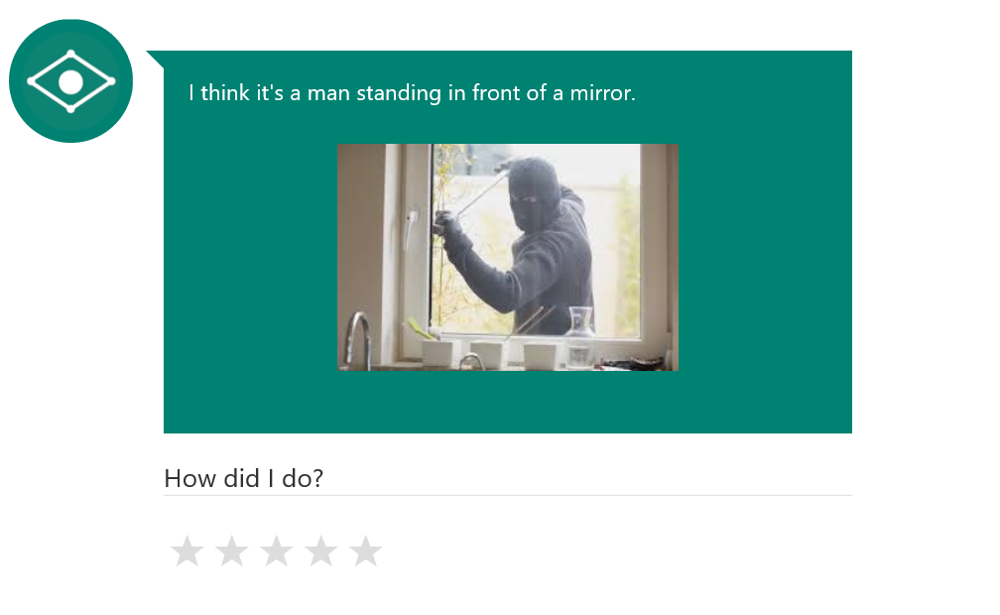 I think it's a man standing in front of a mirror.
How did I do?